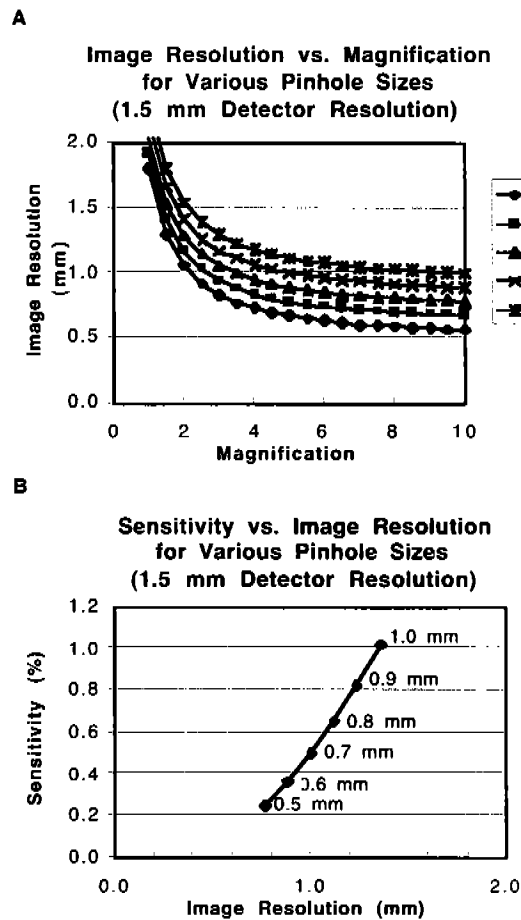 A
Image Resolution vs. Magnification
for Various Pinhole Sizes
(1.5 mm Detector Resolution)
2.0
1.5
1.0
0.5
0.0
Image Resolution
(mm)
0 2 4 6 8 10
Magnification
B
Sensitivity vs. Image Resolution
for Various Pinhole Sizes
(1.5 mm Detector Resolution)
1.2
1.0
0.8
0.6
0.4
0.2
0.0
Sensitivity (%)
1.0 mm
0.9 mm
0.8 mm
0.7 mm
0.6 mm
0.5 mm
0.0 1.0 2.0
Image Resolution (mm)